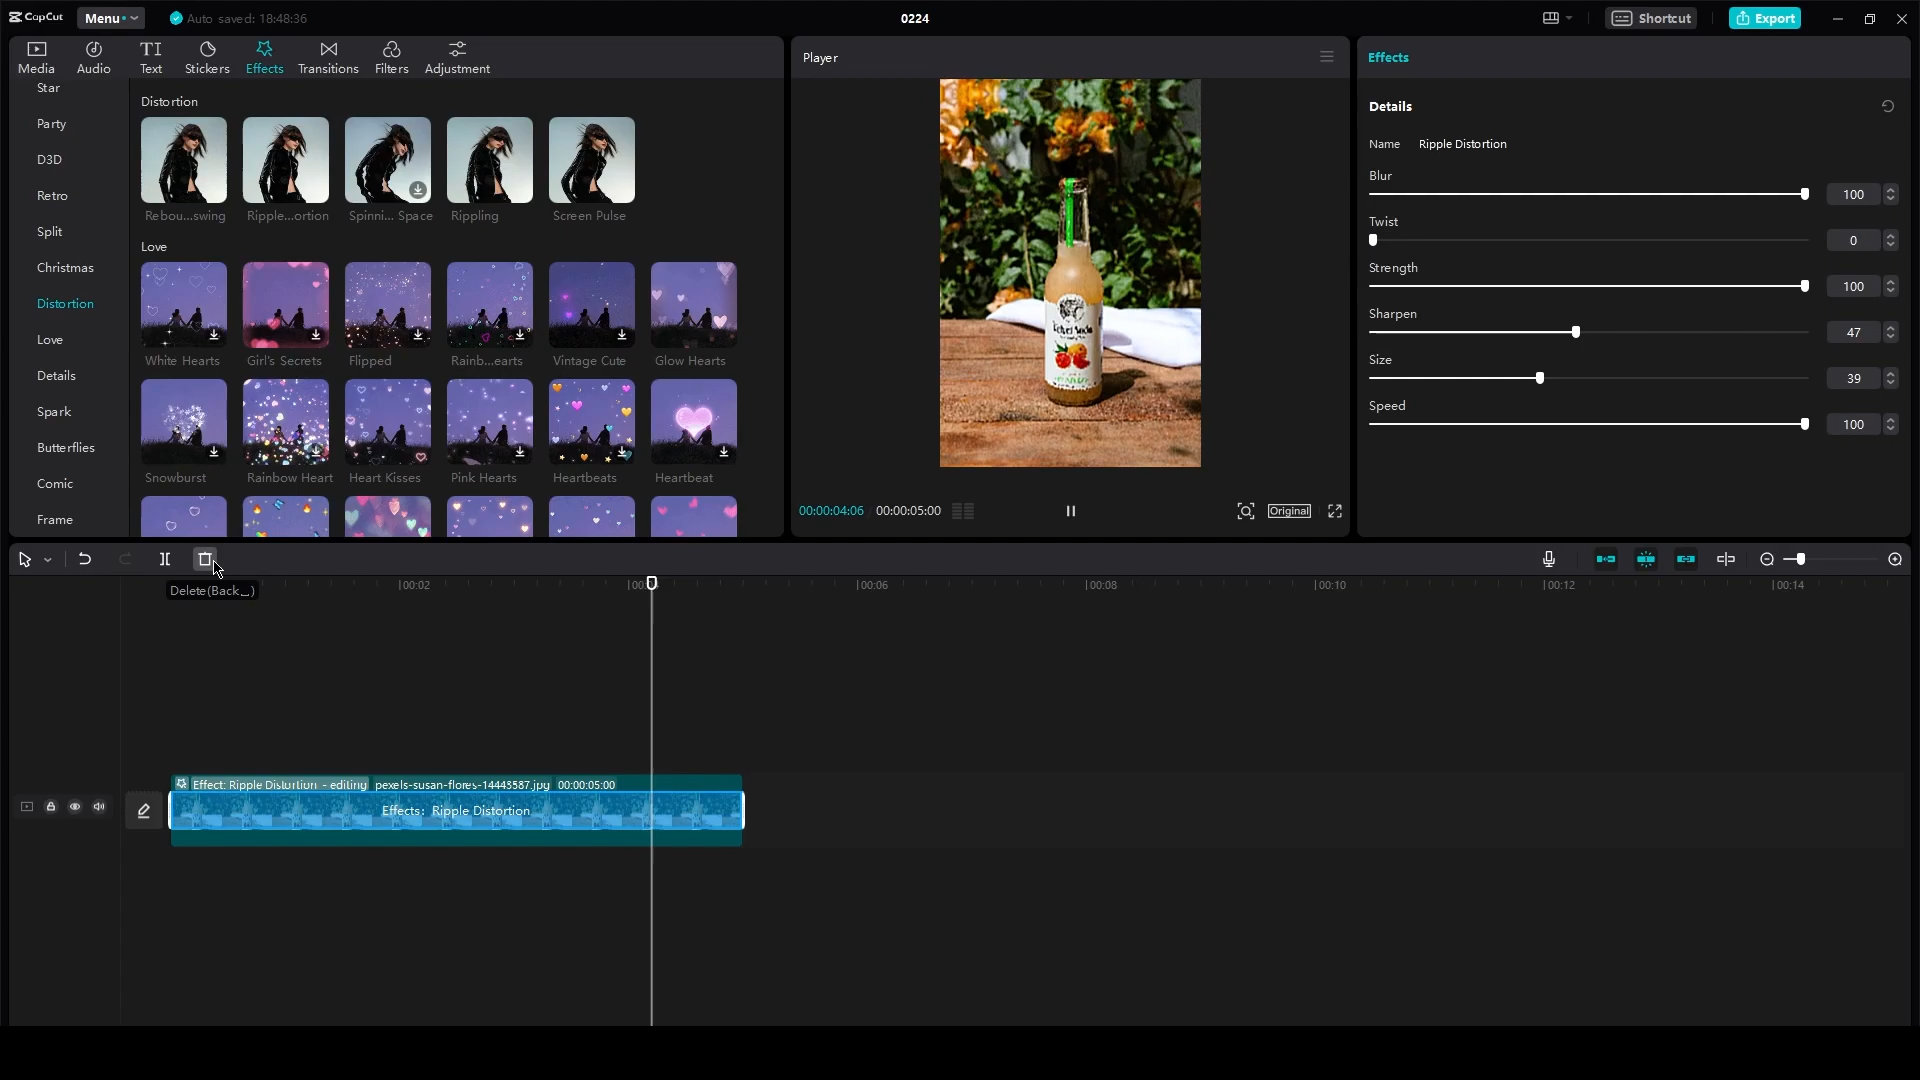 CapCut
Menu
Auto saved: 18:48:36
0224
Shortcut
Export
Media
Audio
TI
Text
Stickers
Effects
Transitions
Filters
Adjustment
Star
Party
D3D
Retro
Split
Christmas
Distortion
Love
Details
Spark
Butterflies
Comic
Frame
Distortion
Rebou...swing
Ripple...ortion
Spinni... Space
Rippling
Screen Pulse
Love
White Hearts
Girl's Secrets
Flipped
Rainb...earts
Vintage Cute
Glow Hearts
Snowburst
Rainbow Heart
Heart Kisses
Pink Hearts
Heartbeats
Heartbeat
Player
00:00:04:06
00:00:05:00
Original
Effects
Details
Name Ripple Distortion
Blur
100
Twist
0
Strength
100
Sharpen
47
Size
39
Speed
100
Delete(Back...)
00:02
00:06
00:08
00:10
00:12
00:14
Effect: Ripple Distortion - editing pexels-susan-flores-14448587.jpg 00:00:05:00
Effects: Ripple Distortion